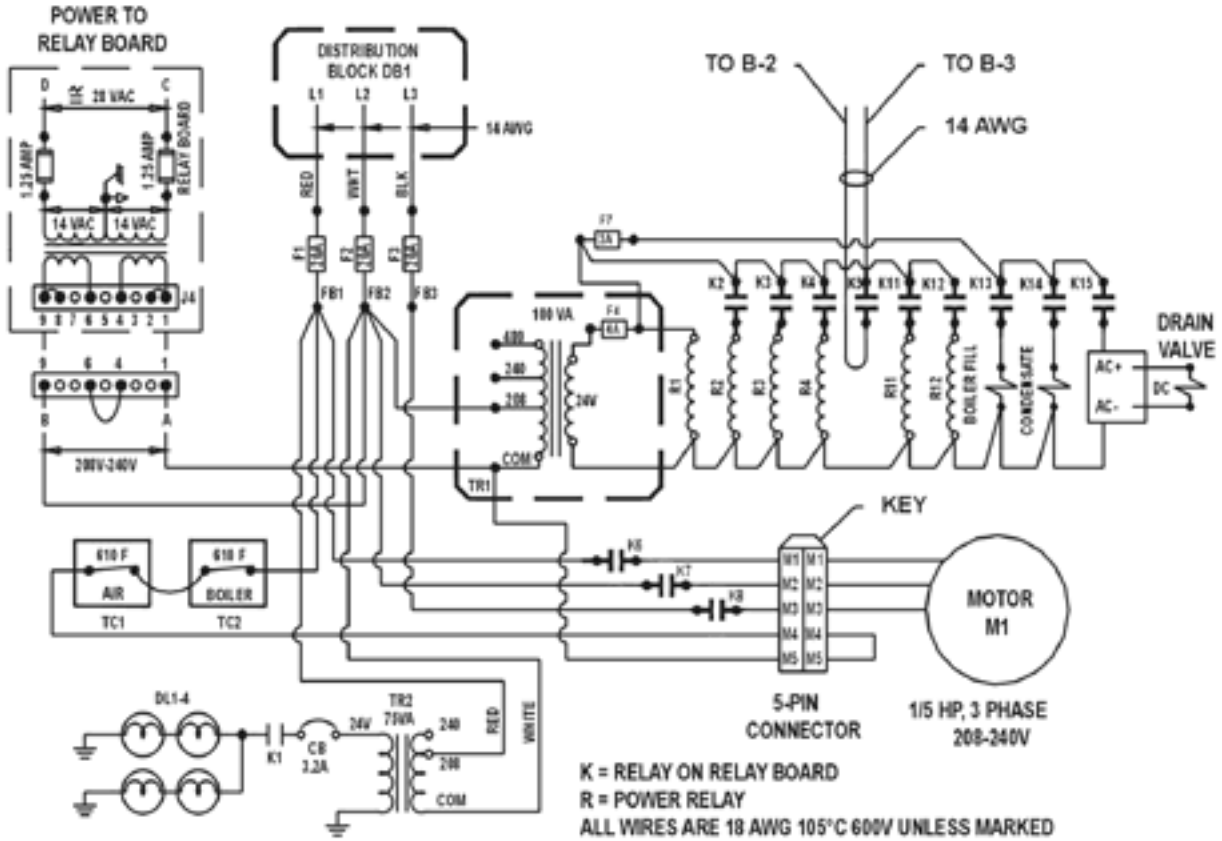 POWER TO
RELAY BOARD
DISTRIBUTION
BLOCK DB1
L1 L2 L3
14 AWG
TO B-2
TO B-3
14 AWG
D
28 VAC
C
1.25 AMP
1.25 AMP
RELAY BOARD
14 VAC
14 VAC
J4
9 8 7 6 5 4 3 2 1
9 6 4 1
B
A
200V-240V
RED
WHT
BLK
F1
F2
F3
20A
20A
20A
FB1
FB2
FB3
F7
3A
K2 K3 K4 K5 K11 K12 K13 K14 K15
100 VA
F4
480
240
208
24V
COM
TR1
R1
R2
R3
R4
R11
R12
BOILER FILL
CONDENSATE
AC+
AC-
DC
DRAIN
VALVE
KEY
610 F
AIR
TC1
610 F
BOILER
TC2
K6
K7
K8
M1 M1
M2 M2
M3 M3
M4 M4
M5 M5
5-PIN
CONNECTOR
MOTOR
M1
1/5 HP, 3 PHASE
208-240V
DL1-4
K1
CB
3.2A
24V
TR2
75VA
240
208
COM
RED
WHITE
K = RELAY ON RELAY BOARD
R = POWER RELAY
ALL WIRES ARE 18 AWG 105°C 600V UNLESS MARKED